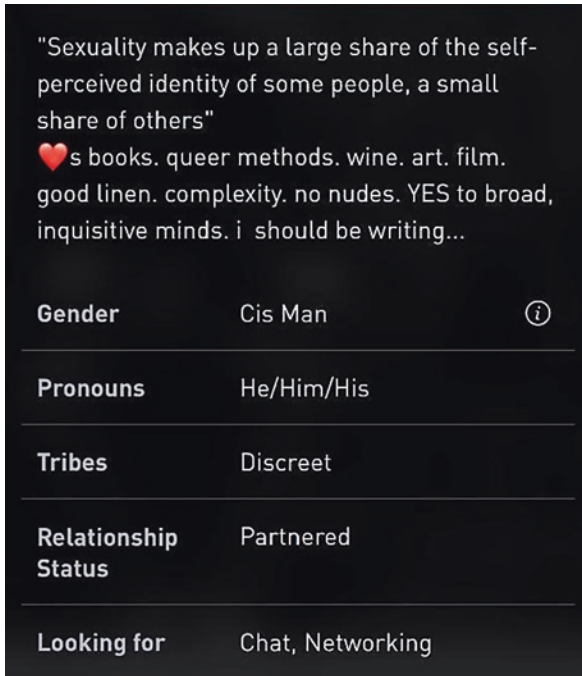 "Sexuality makes up a large share of the self-
perceived identity of some people, a small
share of others"
❤️s books. queer methods. wine. art. film.
good linen. complexity. no nudes. YES to broad,
inquisitive minds. i should be writing...
Gender Cis Man
Pronouns He/Him/His
Tribes Discreet
Relationship Partnered
Status
Looking for Chat, Networking